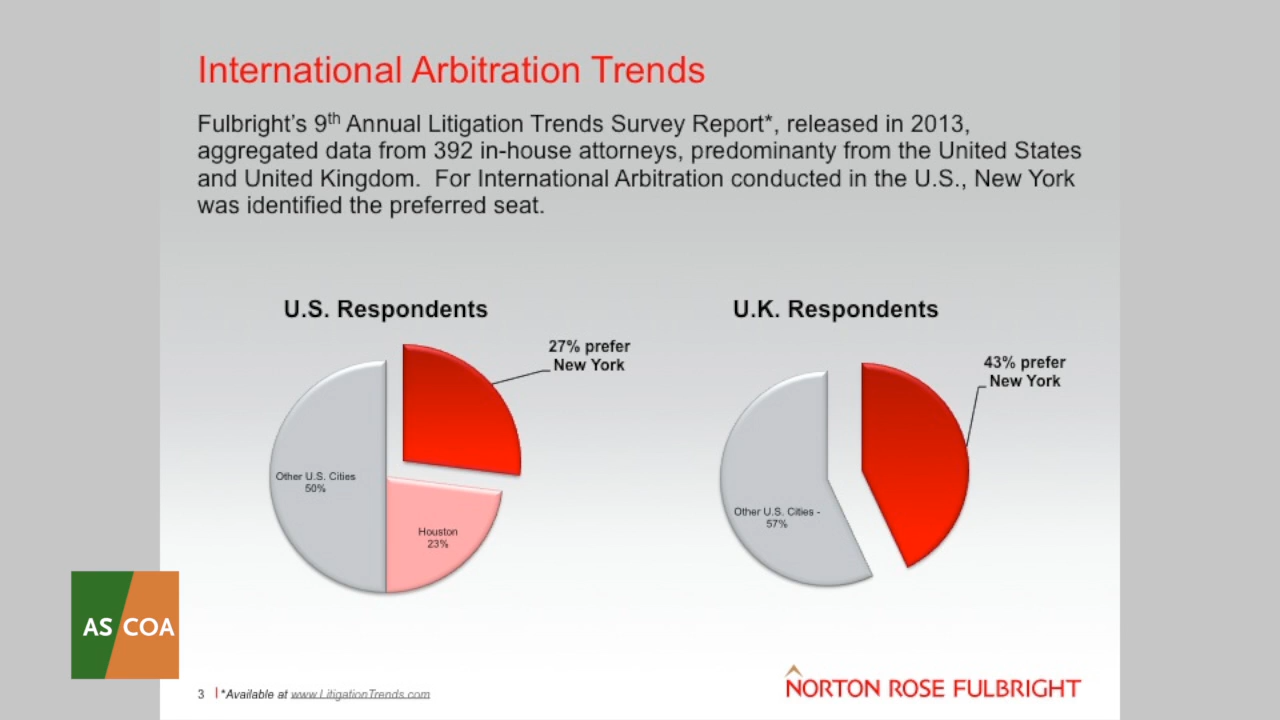 International Arbitration Trends
Fulbright's 9th Annual Litigation Trends Survey Report*, released in 2013,
aggregated data from 392 in-house attorneys, predominanty from the United States
and United Kingdom.  For International Arbitration conducted in the U.S., New York
was identified the preferred seat.
U.S. Respondents
27% prefer
New York
Other U.S. Cities
50%
Houston
23%
U.K. Respondents
43% prefer
New York
Other U.S. Cities -
57%
AS COA
3 | *Available at www.LitigationTrends.com
NORTON ROSE FULBRIGHT